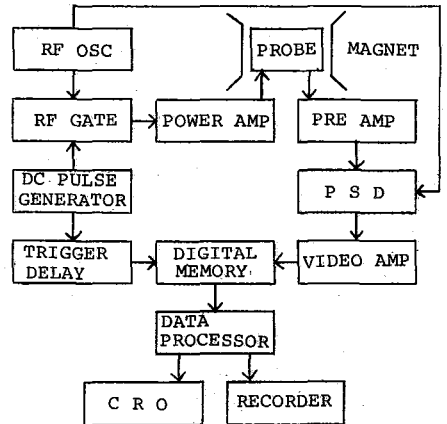 RF OSC
PROBE
MAGNET
RF GATE
POWER AMP
PRE AMP
DC PULSE
GENERATOR
P S D
TRIGGER
DELAY
DIGITAL
MEMORY
VIDEO AMP
DATA
PROCESSOR
C R O
RECORDER